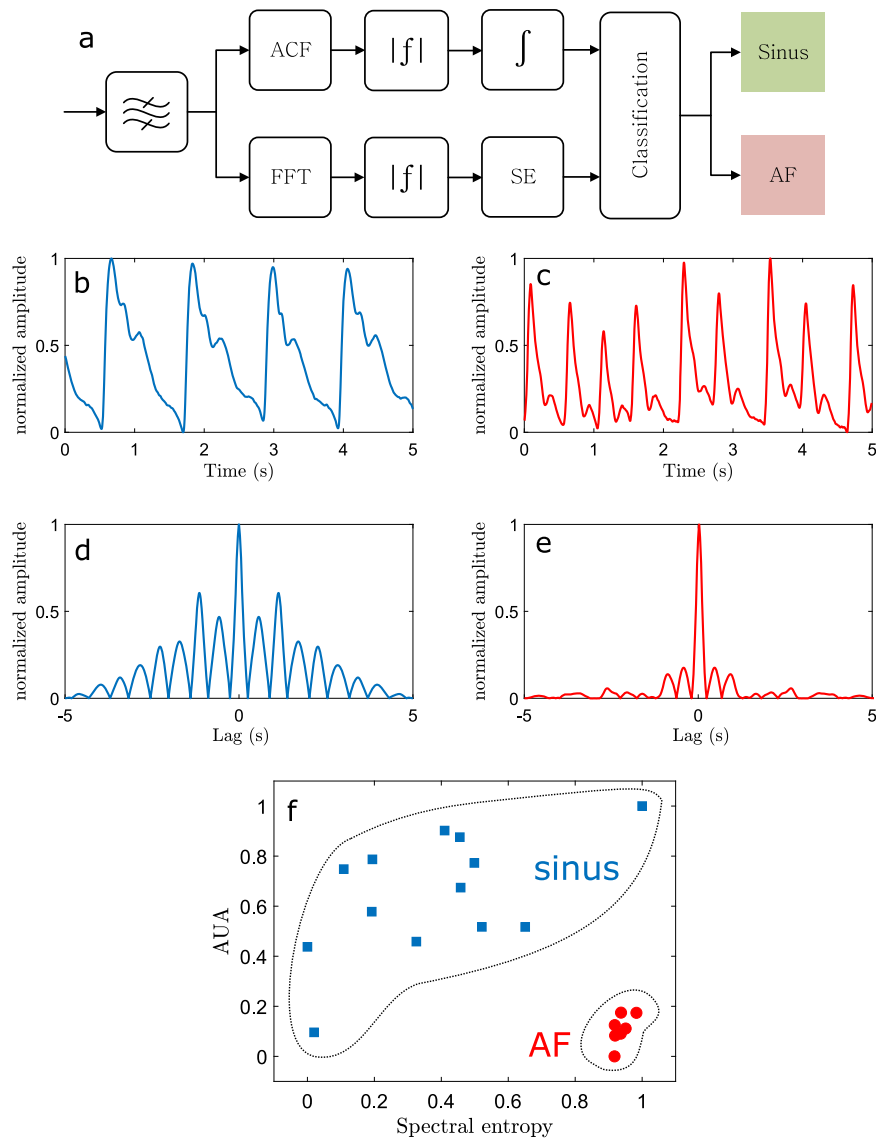 a
ACF
|f|
∫
Classification
Sinus
FFT
|f|
SE
AF
b
normalized amplitude
1
0.5
0
0 1 2 3 4 5
Time (s)
c
normalized amplitude
1
0.5
0
0 1 2 3 4 5
Time (s)
d
normalized amplitude
1
0.5
0
-5 0 5
Lag (s)
e
normalized amplitude
1
0.5
0
-5 0 5
Lag (s)
f
AUA
1
0.8
0.6
0.4
0.2
0
sinus
AF
0 0.2 0.4 0.6 0.8 1
Spectral entropy